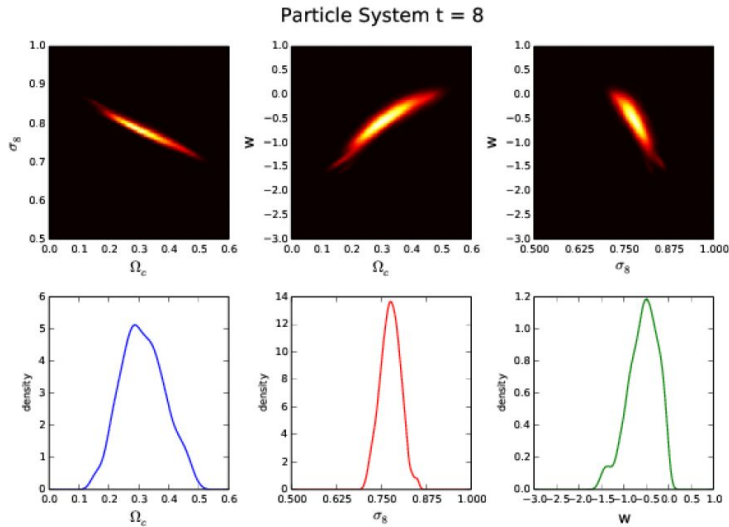 Particle System t = 8
1.0
0.9
0.8
0.7
0.6
0.5
σ8
0.0 0.1 0.2 0.3 0.4 0.5 0.6
Ωc
1.0
0.5
0.0
−0.5
−1.0
−1.5
−2.0
−2.5
−3.0
w
0.0 0.1 0.2 0.3 0.4 0.5 0.6
Ωc
1.0
0.5
0.0
−0.5
−1.0
−1.5
−2.0
−2.5
−3.0
w
0.500 0.625 0.750 0.875 1.000
σ8
6
5
4
3
2
1
0
density
0.0 0.1 0.2 0.3 0.4 0.5 0.6
Ωc
14
12
10
8
6
4
2
0
density
0.500 0.625 0.750 0.875 1.000
σ8
1.2
1.0
0.8
0.6
0.4
0.2
0.0
density
−3.0−2.5−2.0−1.5−1.0−0.5 0.0 0.5 1.0
w